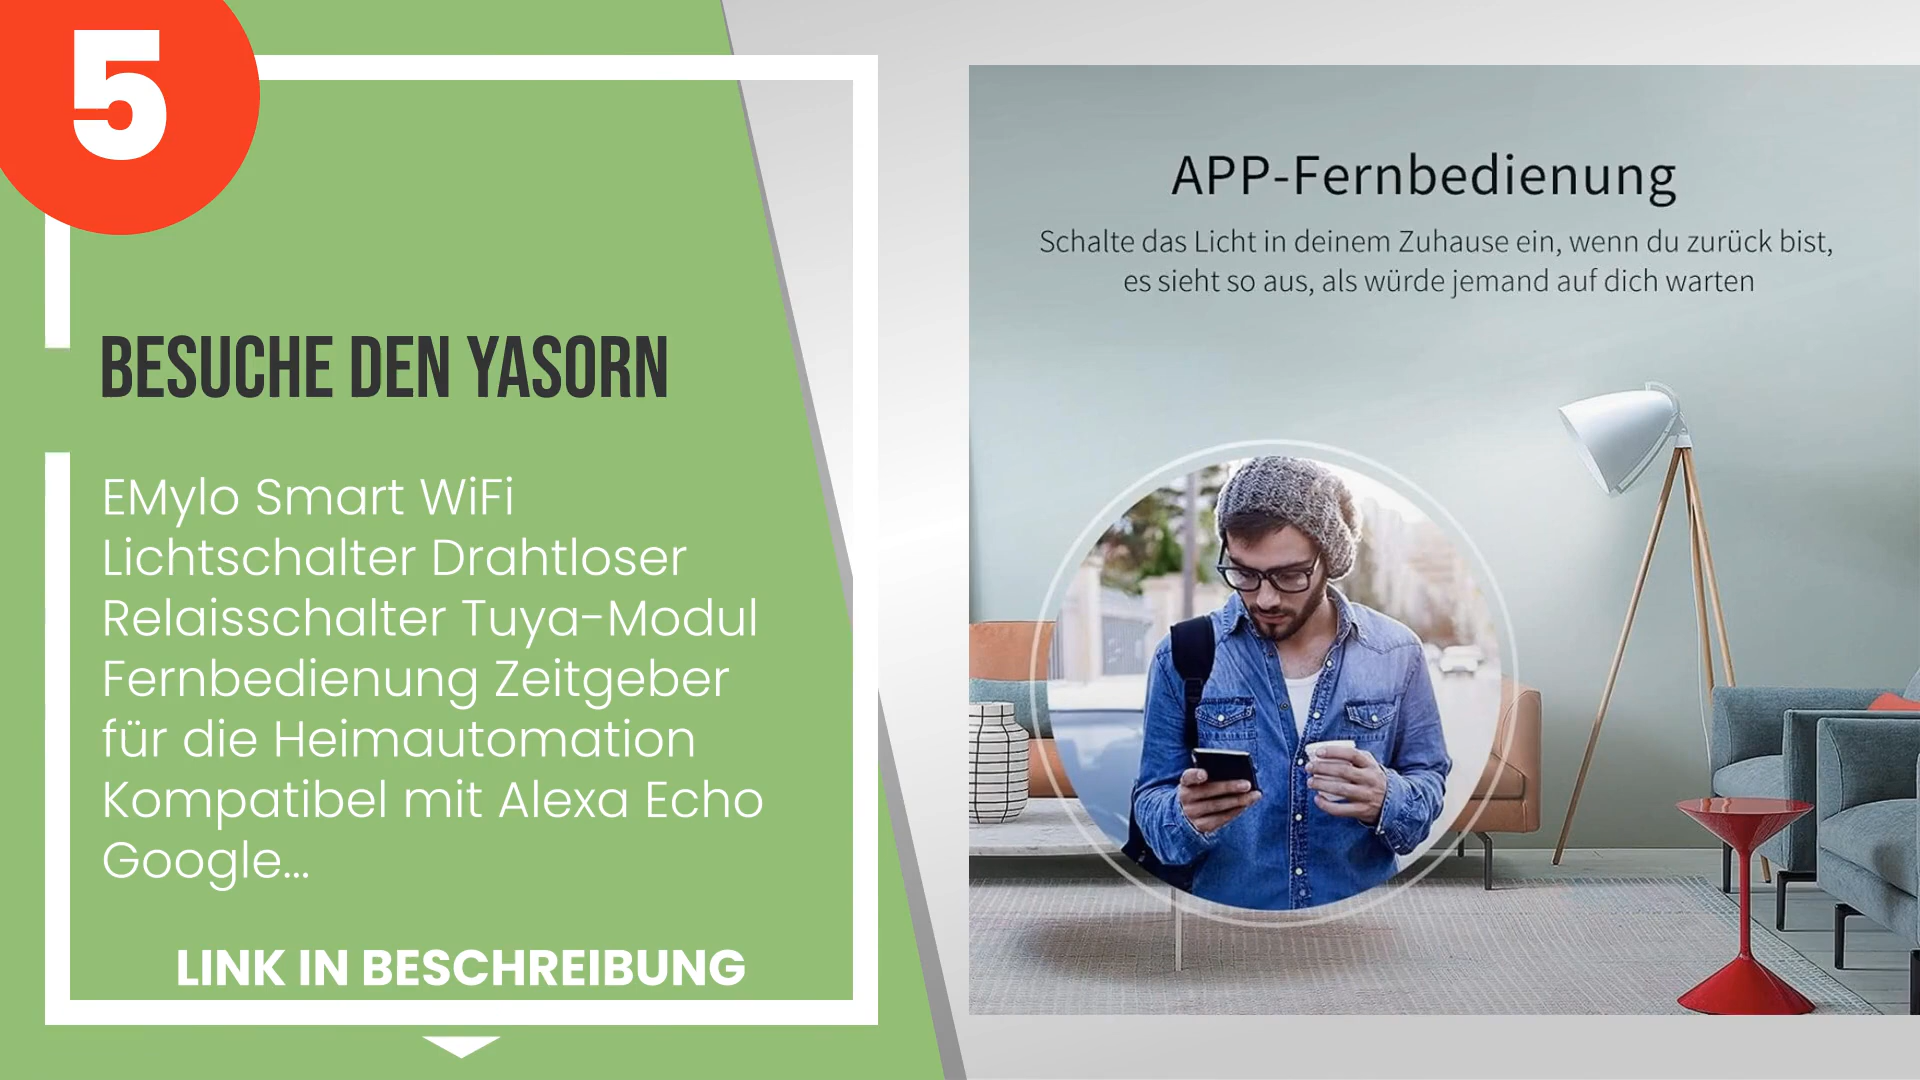 5
BESUCHE DEN YASORN
EMylo Smart WiFi
Lichtschalter Drahtloser
Relaisschalter Tuya-Modul
Fernbedienung Zeitgeber
für die Heimautomation
Kompatibel mit Alexa Echo
Google...
LINK IN BESCHREIBUNG
APP-Fernbedienung
Schalte das Licht in deinem Zuhause ein, wenn du zurück bist,
es sieht so aus, als würde jemand auf dich warten